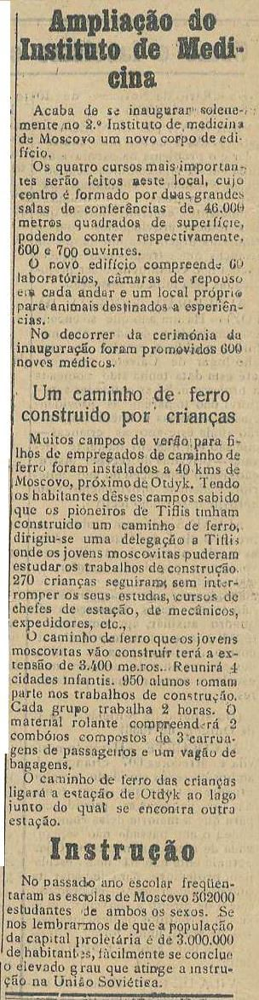 Ampliação do
Instituto de Medi-
cina
Acaba de se inaugurar solene-
mente no 2.º Instituto de medicina
de Moscovo um novo corpo de edi-
fício.
Os quatro cursos mais importan-
tes serão feitos neste local, cujo
centro é formado por duas grandes
salas de conferências de 46.000
metros quadrados de superfície,
podendo conter respectivamente,
600 e 700 ouvintes.
O novo edifício compreende 60
laboratórios, câmaras de repouso
em cada andar e um local próprio
para animais destinados a esperiên-
cias.
No decorrer da cerimónia da
inauguração foram promovidos 600
novos médicos.
Um caminho de ferro
construido por crianças
Muitos campos de verão para fi-
lhos de empregados de caminho de
ferro foram instalados a 40 kms de
Moscovo, próximo de Otdyk. Tendo
os habitantes dêsses campos sabido
que os pioneiros de Tiflis tinham
construido um caminho de ferro,
dirigiu-se uma delegação a Tiflis
onde os jovens moscovitas puderam
estudar os trabalhos de construção.
270 crianças seguiram, sem inter-
romper os seus estudas, cursos de
chefes de estação, de mecânicos,
expedidores, etc.,
O caminho de ferro que os jovens
moscovitas vão construir terá a ex-
tensão de 3.400 me.ros. Reunirá 4
cidades infantis. 950 alunos tomam
parte nos trabalhos de construção.
Cada grupo trabalha 2 horas. O
material rolante compreenderá 2
combóios compostos de 3 carrua-
gens de passageiros e um vagão de
bagagens.
O caminho de ferro das crianças
ligará a estação de Otdyk ao lago
junto do qual se encontra outra
estação.
Instrução
No passado ano escolar freqüen-
taram as escolas de Moscovo 502000
estudantes de ambos os sexos. Se
nos lembrarmos de que a população
da capital proletária é de 3.000.000
de habitantes, fàcilmente se conclue
o elevado grau que atinge a instru-
ção na União Soviética.